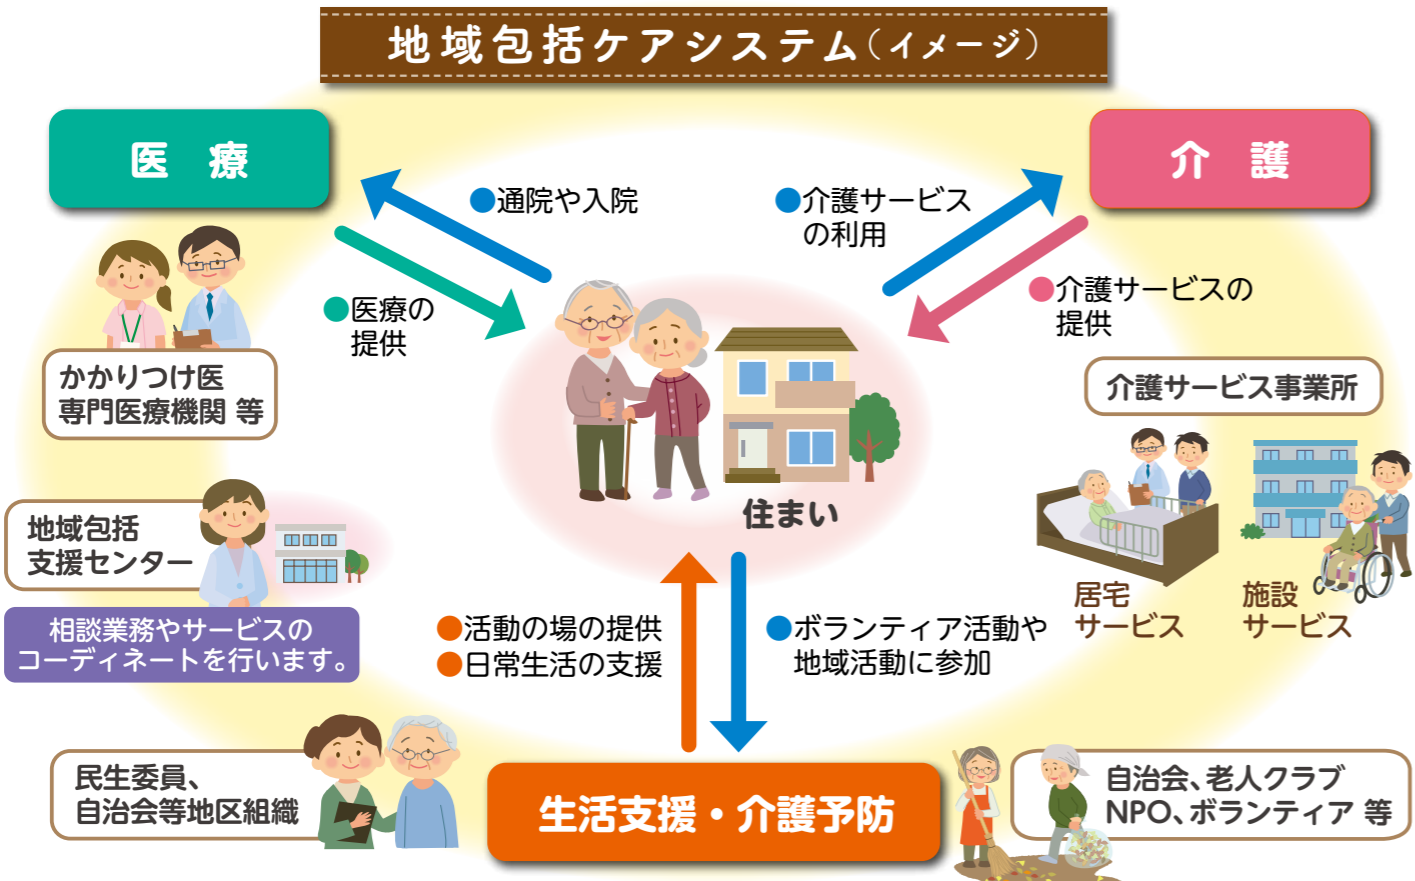 地域包括ケアシステム(イメージ)
医 療
介 護
●通院や入院
●介護サービス
の利用
●医療の
提供
●介護サービスの
提供
かかりつけ医
専門医療機関 等
介護サービス事業所
住まい
地域包括
支援センター
相談業務やサービスの
コーディネートを行います。
居宅
サービス
施設
サービス
●活動の場の提供
●日常生活の支援
●ボランティア活動や
地域活動に参加
民生委員、
自治会等地区組織
生活支援・介護予防
自治会、老人クラブ
NPO、ボランティア 等